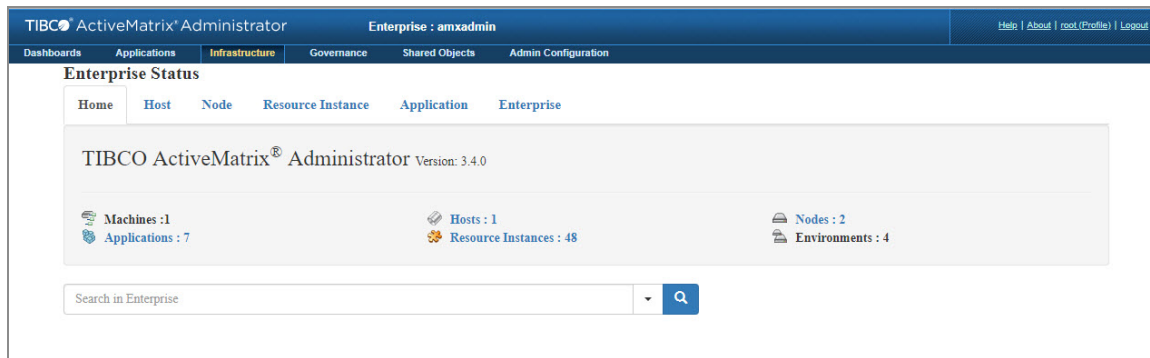 TIBCO® ActiveMatrix® Administrator Enterprise : amxadmin Help | About | root (Profile) | Logout
Dashboards Applications Infrastructure Governance Shared Objects Admin Configuration
Enterprise Status
Home Host Node Resource Instance Application Enterprise
TIBCO ActiveMatrix® Administrator Version: 3.4.0
Machines :1 Hosts : 1 Nodes : 2
Applications : 7 Resource Instances : 48 Environments : 4
Search in Enterprise